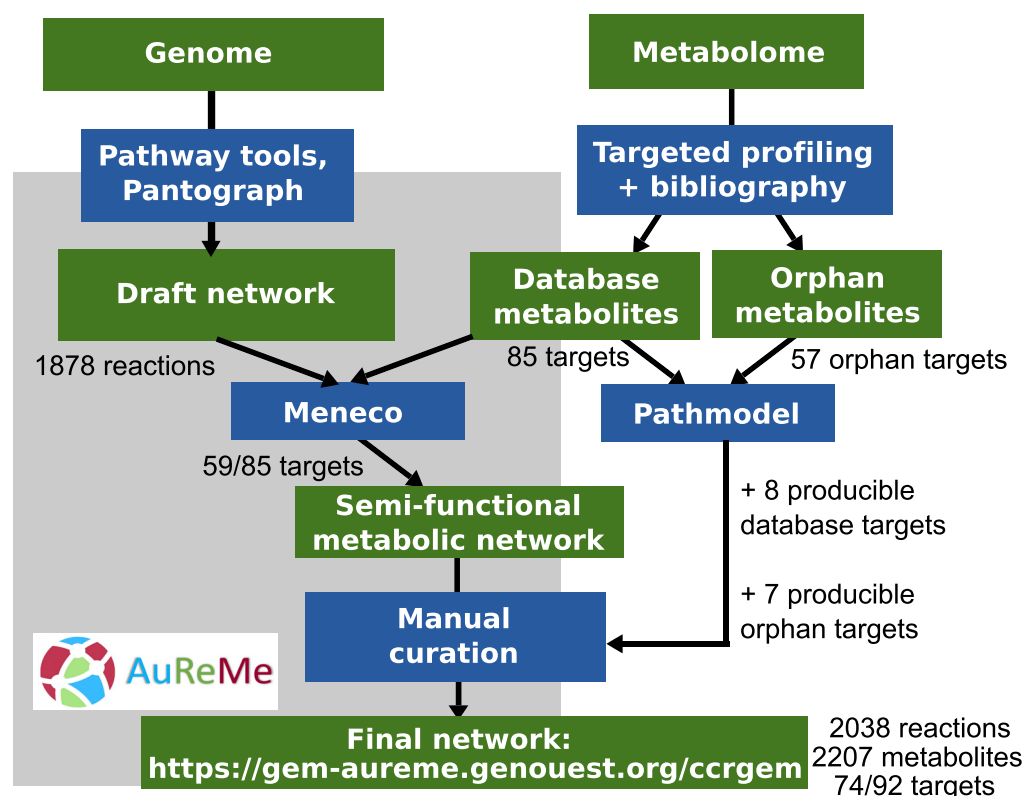 Genome
Metabolome
Pathway tools,
Pantograph
Targeted profiling
+ bibliography
Draft network
Database
metabolites
Orphan
metabolites
1878 reactions
85 targets
57 orphan targets
Meneco
Pathmodel
59/85 targets
Semi-functional
metabolic network
+ 8 producible
database targets
+ 7 producible
orphan targets
Manual
curation
AuReMe
Final network:
https://gem-aureme.genouest.org/ccrgem
2038 reactions
2207 metabolites
74/92 targets